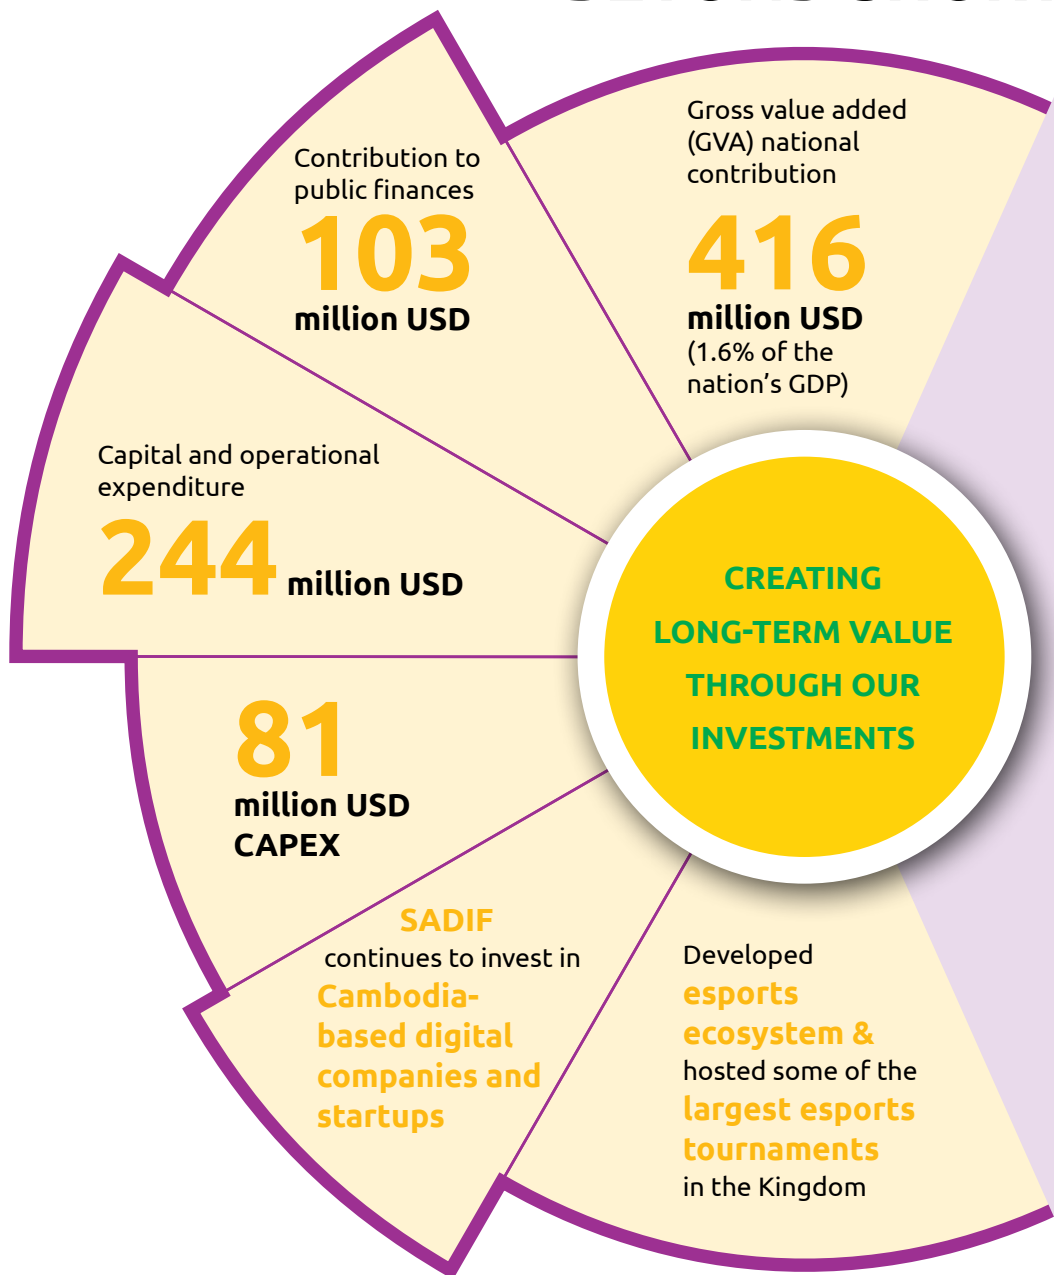 Gross value added
(GVA) national
contribution
416
million USD
(1.6% of the
nation's GDP)
Contribution to
public finances
103
million USD
Capital and operational
expenditure
244 million USD
81
million USD
CAPEX
SADIF
continues to invest in
Cambodia-
based digital
companies and
startups
Developed
esports
ecosystem &
hosted some of the
largest esports
tournaments
in the Kingdom
CREATING
LONG-TERM VALUE
THROUGH OUR
INVESTMENTS